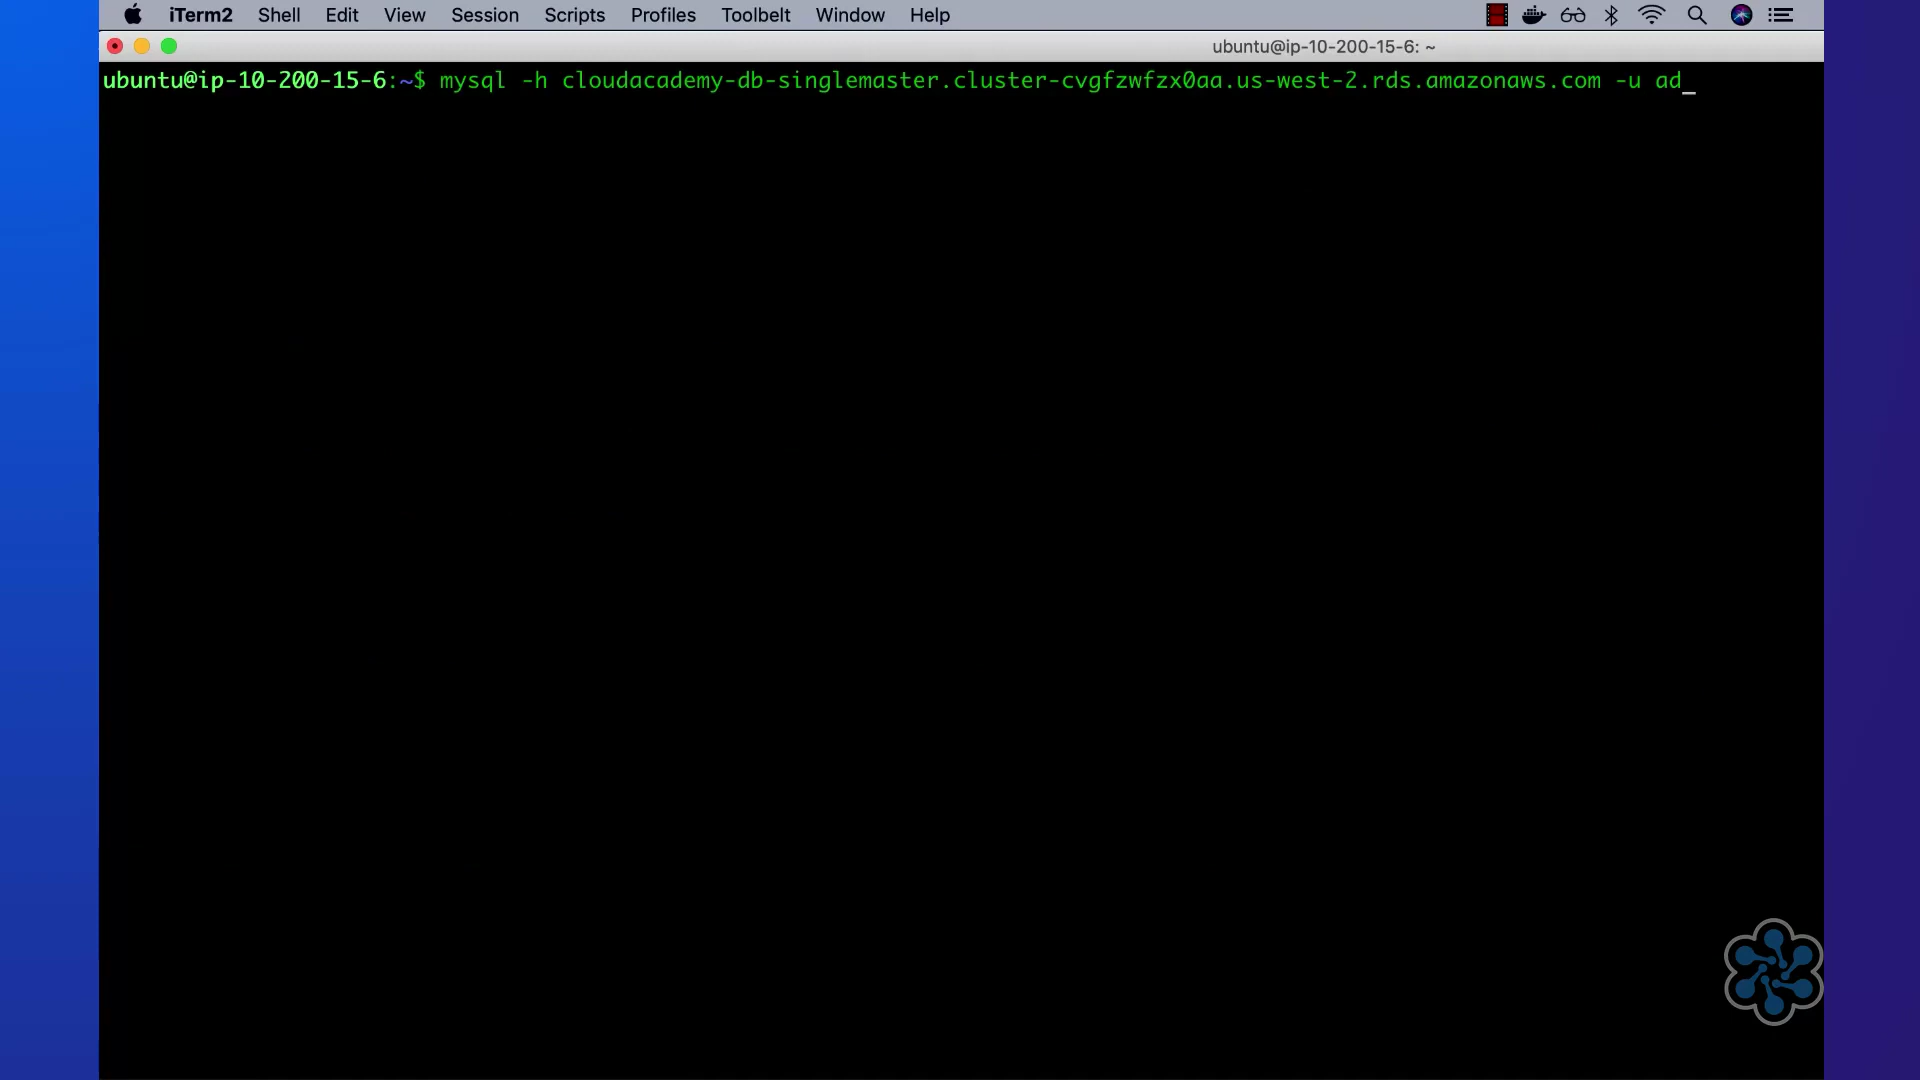 iTerm2 Shell Edit View Session Scripts Profiles Toolbelt Window Help
ubuntu@ip-10-200-15-6: ~
ubuntu@ip-10-200-15-6:~$ mysql -h cloudacademy-db-singlemaster.cluster-cvgfzwfzx0aa.us-west-2.rds.amazonaws.com -u ad_